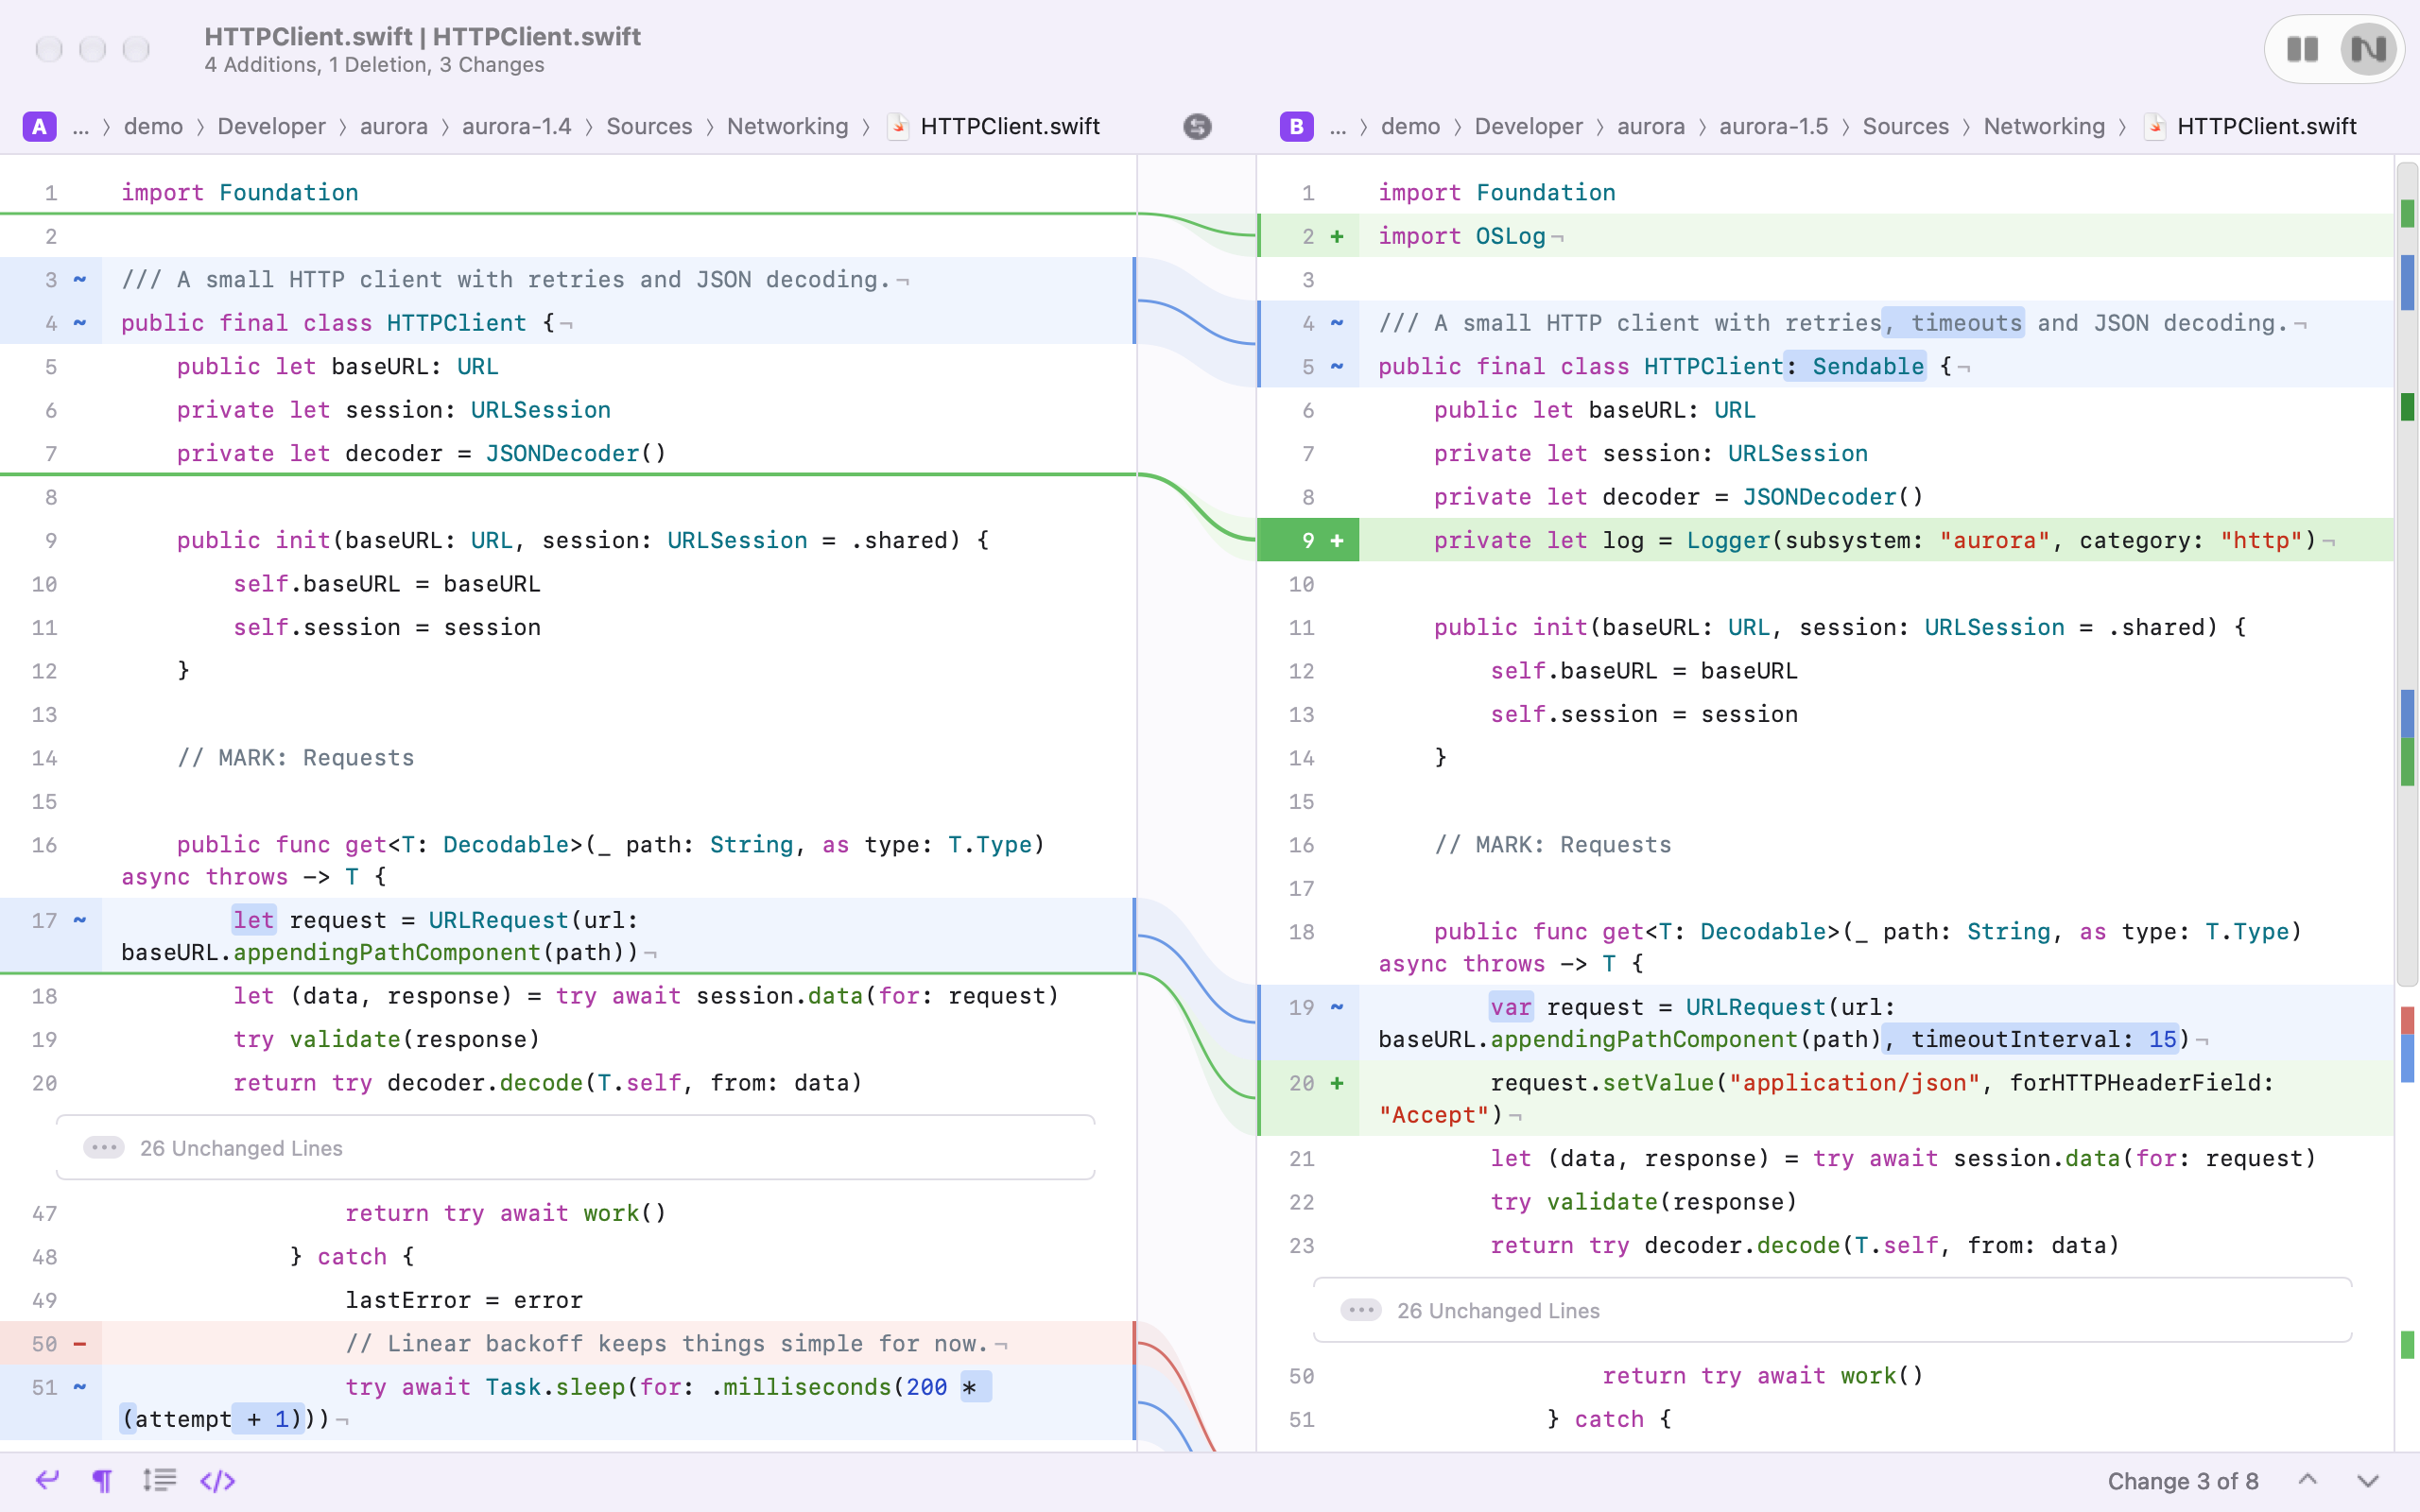 HTTPClient.swift | HTTPClient.swift
4 Additions, 1 Deletion, 3 Changes
A ... 〉 demo 〉 Developer 〉 aurora 〉 aurora-1.4 〉 Sources 〉 Networking 〉 HTTPClient.swift
B ... 〉 demo 〉 Developer 〉 aurora 〉 aurora-1.5 〉 Sources 〉 Networking 〉 HTTPClient.swift
1 import Foundation
2
3 ~ /// A small HTTP client with retries and JSON decoding.¬
4 ~ public final class HTTPClient {¬
5 public let baseURL: URL
6 private let session: URLSession
7 private let decoder = JSONDecoder()
8
9 public init(baseURL: URL, session: URLSession = .shared) {
10 self.baseURL = baseURL
11 self.session = session
12 }
13
14 // MARK: Requests
15
16 public func get<T: Decodable>(_ path: String, as type: T.Type)
async throws -> T {
17 ~ let request = URLRequest(url:
baseURL.appendingPathComponent(path))¬
18 let (data, response) = try await session.data(for: request)
19 try validate(response)
20 return try decoder.decode(T.self, from: data)
••• 26 Unchanged Lines
47 return try await work()
48 } catch {
49 lastError = error
50 − // Linear backoff keeps things simple for now.¬
51 ~ try await Task.sleep(for: .milliseconds(200 *
(attempt + 1)))¬
1 import Foundation
2 + import OSLog¬
3
4 ~ /// A small HTTP client with retries, timeouts and JSON decoding.¬
5 ~ public final class HTTPClient: Sendable {¬
6 public let baseURL: URL
7 private let session: URLSession
8 private let decoder = JSONDecoder()
9 + private let log = Logger(subsystem: "aurora", category: "http")¬
10
11 public init(baseURL: URL, session: URLSession = .shared) {
12 self.baseURL = baseURL
13 self.session = session
14 }
15
16 // MARK: Requests
17
18 public func get<T: Decodable>(_ path: String, as type: T.Type)
async throws -> T {
19 ~ var request = URLRequest(url:
baseURL.appendingPathComponent(path), timeoutInterval: 15)¬
20 + request.setValue("application/json", forHTTPHeaderField:
"Accept")¬
21 let (data, response) = try await session.data(for: request)
22 try validate(response)
23 return try decoder.decode(T.self, from: data)
••• 26 Unchanged Lines
50 return try await work()
51 } catch {
Change 3 of 8